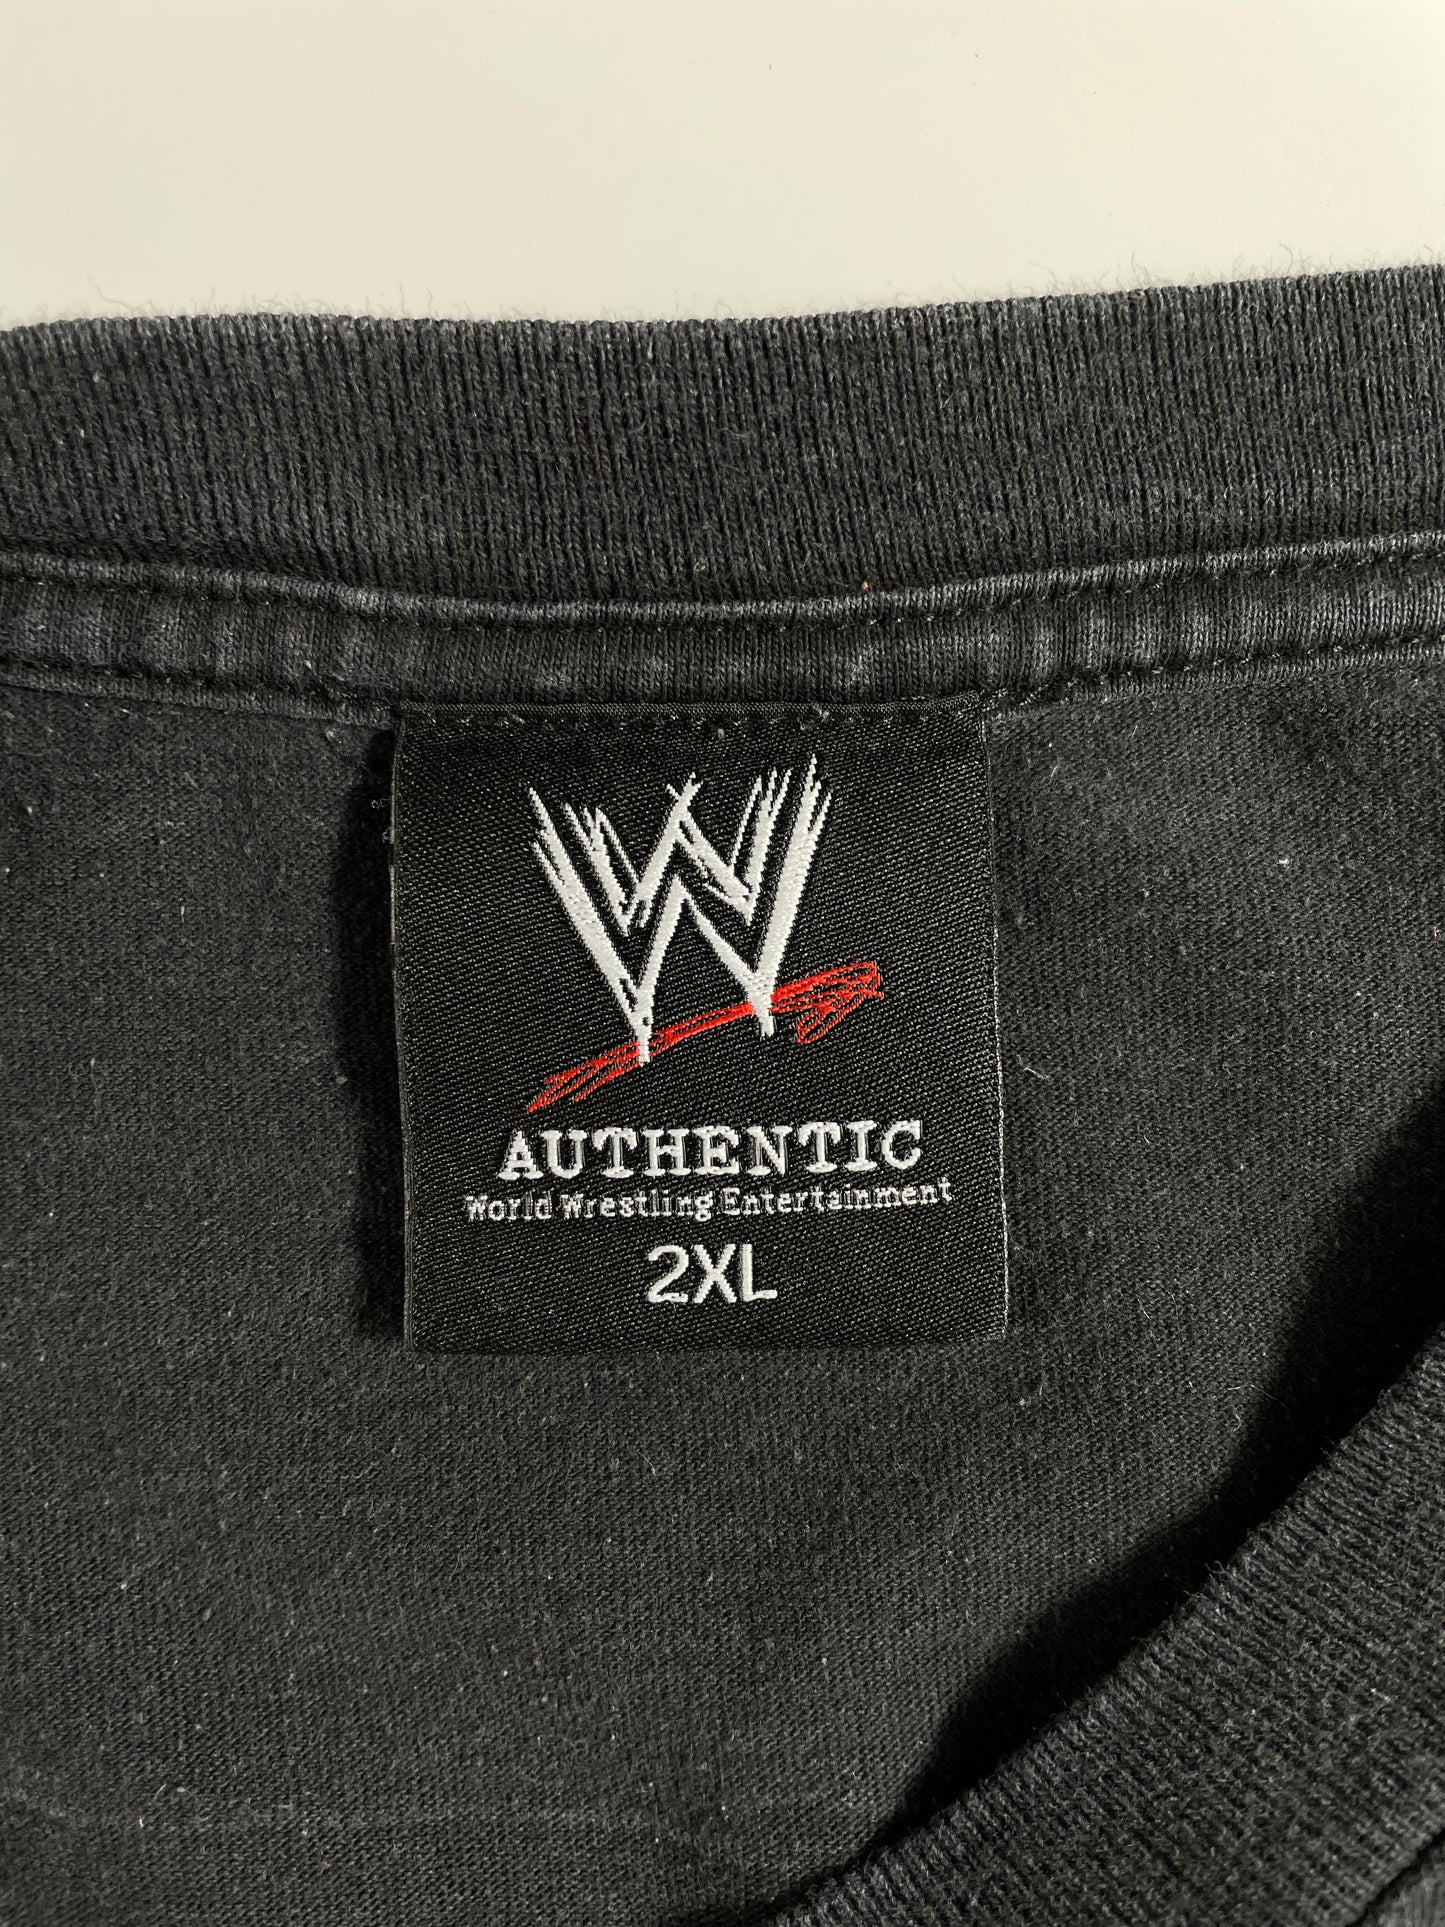 W
AUTHENTIC
World Wrestling Entertainment
2XL